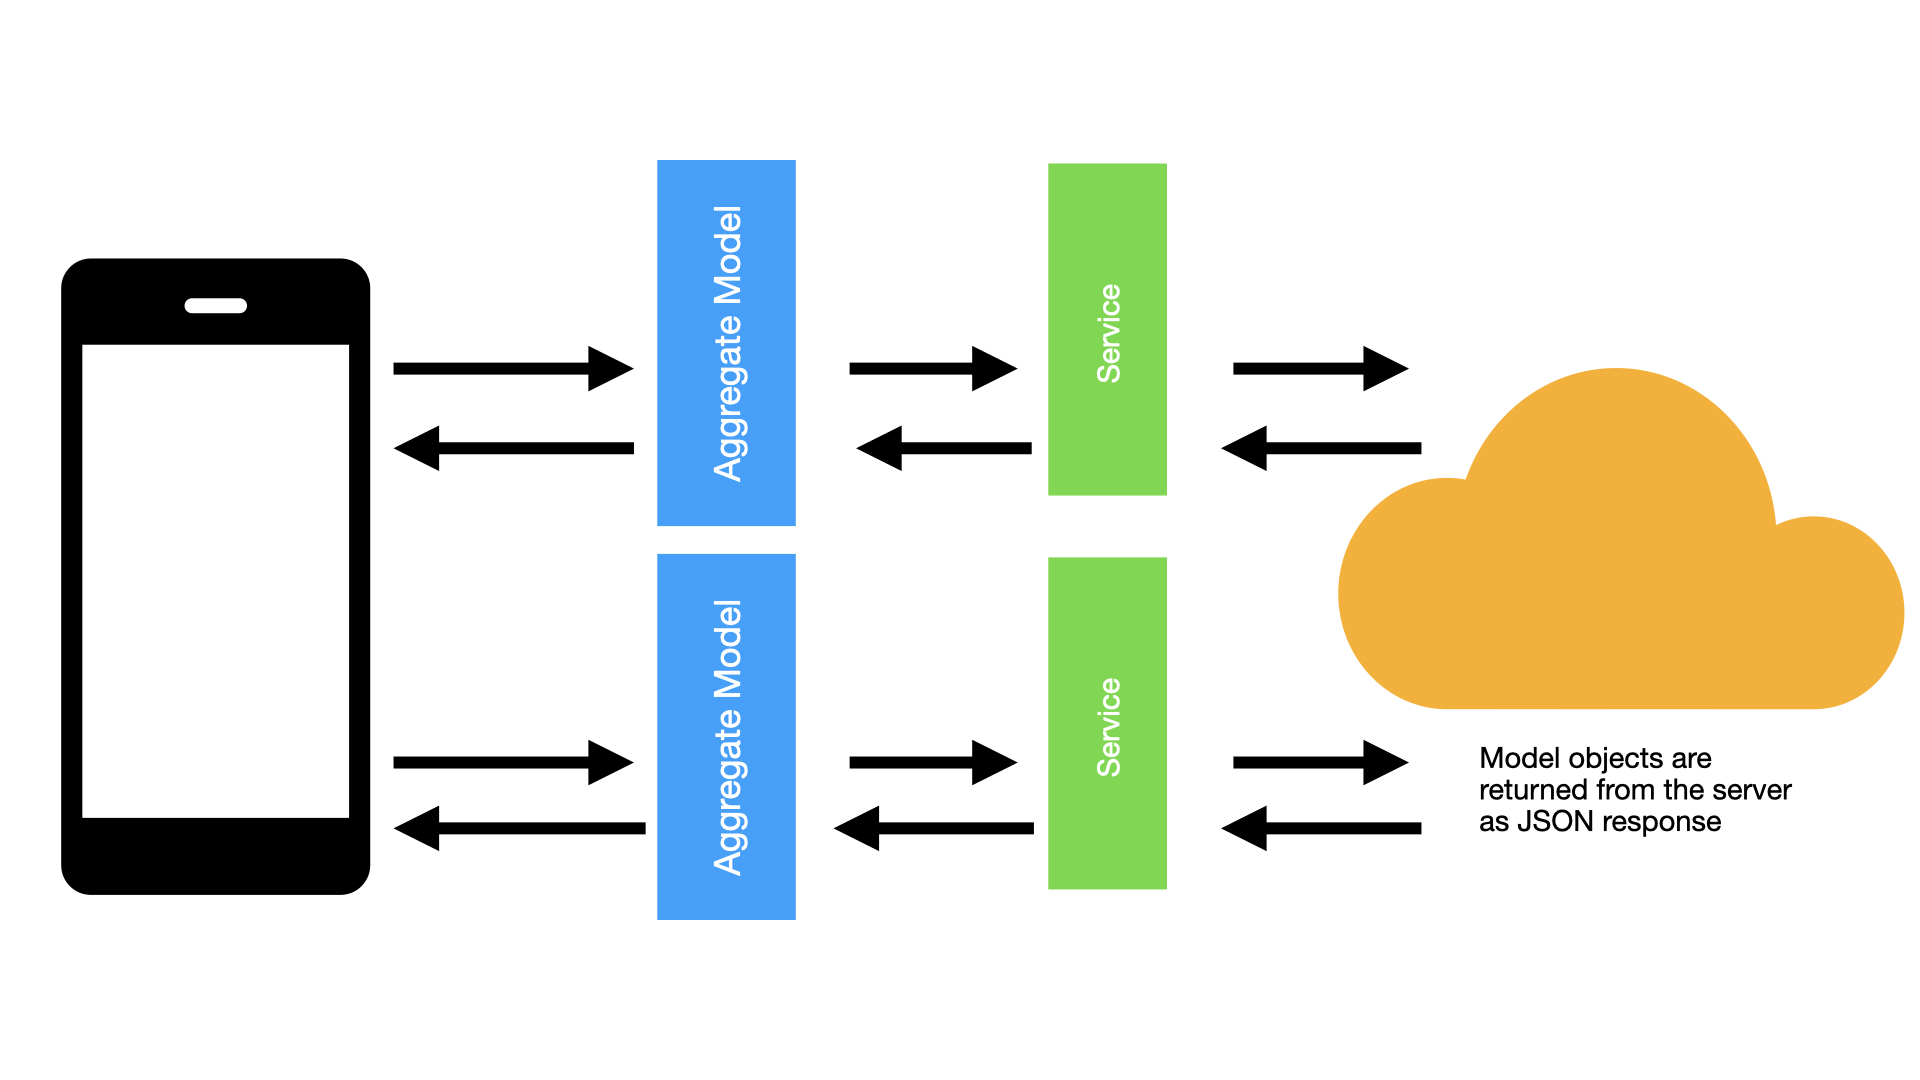 Aggregate Model
Service
Aggregate Model
Service
Model objects are
returned from the server
as JSON response